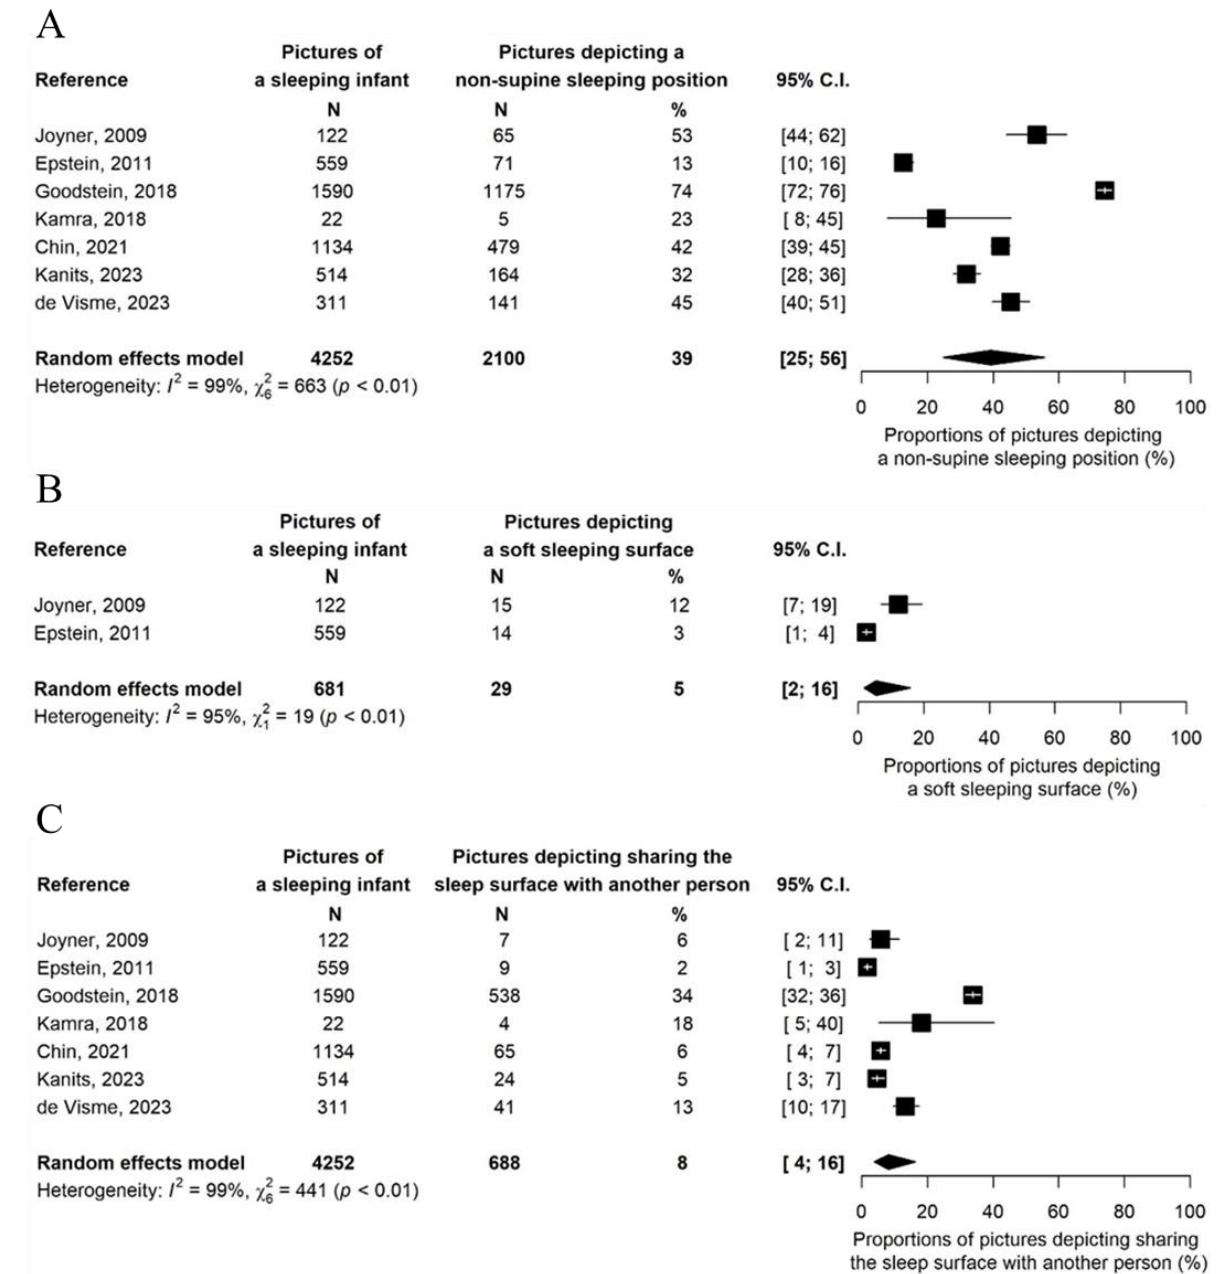 A
Pictures of Pictures depicting a
Reference a sleeping infant non-supine sleeping position 95% C.I.
N N %
Joyner, 2009 122 65 53 [44; 62]
Epstein, 2011 559 71 13 [10; 16]
Goodstein, 2018 1590 1175 74 [72; 76]
Kamra, 2018 22 5 23 [ 8; 45]
Chin, 2021 1134 479 42 [39; 45]
Kanits, 2023 514 164 32 [28; 36]
de Visme, 2023 311 141 45 [40; 51]
Random effects model 4252 2100 39 [25; 56]
Heterogeneity: I² = 99%, χ²₆ = 663 (p < 0.01)
0 20 40 60 80 100
Proportions of pictures depicting
a non-supine sleeping position (%)
B
Pictures of Pictures depicting
Reference a sleeping infant a soft sleeping surface 95% C.I.
N N %
Joyner, 2009 122 15 12 [7; 19]
Epstein, 2011 559 14 3 [1; 4]
Random effects model 681 29 5 [2; 16]
Heterogeneity: I² = 95%, χ²₁ = 19 (p < 0.01)
0 20 40 60 80 100
Proportions of pictures depicting
a soft sleeping surface (%)
C
Pictures of Pictures depicting sharing the
Reference a sleeping infant sleep surface with another person 95% C.I.
N N %
Joyner, 2009 122 7 6 [ 2; 11]
Epstein, 2011 559 9 2 [ 1; 3]
Goodstein, 2018 1590 538 34 [32; 36]
Kamra, 2018 22 4 18 [ 5; 40]
Chin, 2021 1134 65 6 [ 4; 7]
Kanits, 2023 514 24 5 [ 3; 7]
de Visme, 2023 311 41 13 [10; 17]
Random effects model 4252 688 8 [ 4; 16]
Heterogeneity: I² = 99%, χ²₆ = 441 (p < 0.01)
0 20 40 60 80 100
Proportions of pictures depicting sharing
the sleep surface with another person (%)